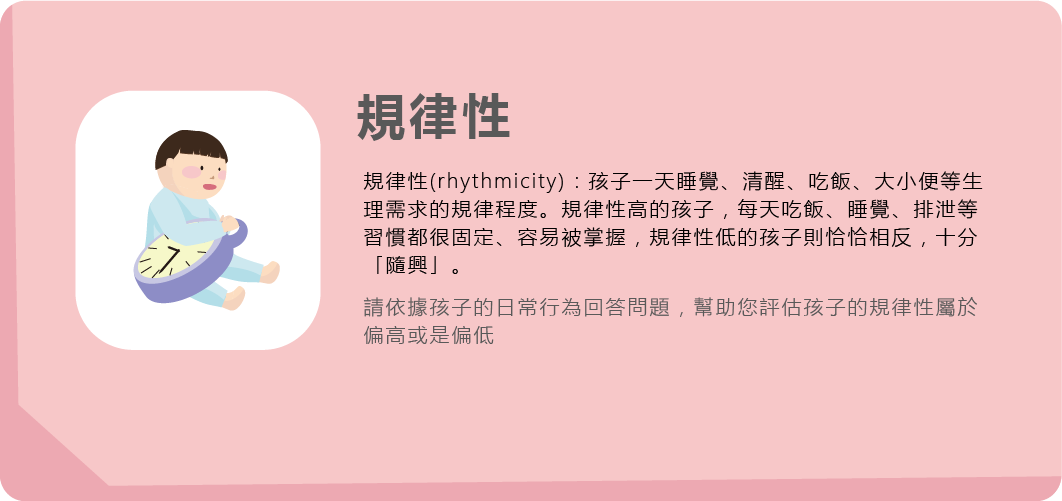 規律性
規律性(rhythmicity)：孩子一天睡覺、清醒、吃飯、大小便等生
理需求的規律程度。規律性高的孩子，每天吃飯、睡覺、排泄等
習慣都很固定、容易被掌握，規律性低的孩子則恰恰相反，十分
「隨興」。
請依據孩子的日常行為回答問題，幫助您評估孩子的規律性屬於
偏高或是偏低